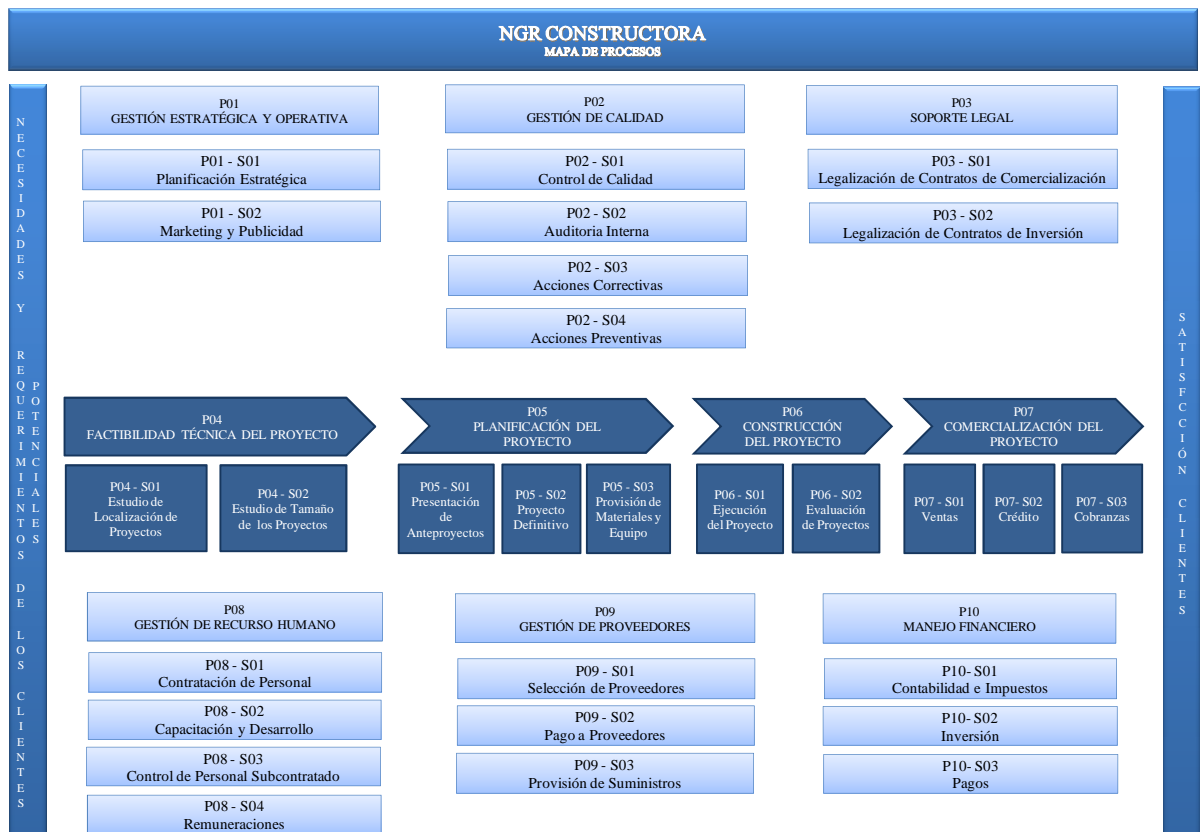 NGR CONSTRUCTORA
MAPA DE PROCESOS
NECESIDADES Y REQUERIMIENTOS DE LOS CLIENTES
POTENCIALES
P01
GESTIÓN ESTRATÉGICA Y OPERATIVA
P01 - S01
Planificación Estratégica
P01 - S02
Marketing y Publicidad
P02
GESTIÓN DE CALIDAD
P02 - S01
Control de Calidad
P02 - S02
Auditoria Interna
P02 - S03
Acciones Correctivas
P02 - S04
Acciones Preventivas
P03
SOPORTE LEGAL
P03 - S01
Legalización de Contratos de Comercialización
P03 - S02
Legalización de Contratos de Inversión
P04
FACTIBILIDAD TÉCNICA DEL PROYECTO
P04 - S01
Estudio de
Localización de
Proyectos
P04 - S02
Estudio de Tamaño
de los Proyectos
P05
PLANIFICACIÓN DEL
PROYECTO
P05 - S01
Presentación
de
Anteproyectos
P05 - S02
Proyecto
Definitivo
P05 - S03
Provisión de
Materiales y
Equipo
P06
CONSTRUCCIÓN
DEL PROYECTO
P06 - S01
Ejecución
del Proyecto
P06 - S02
Evaluación
de Proyectos
P07
COMERCIALIZACIÓN DEL
PROYECTO
P07 - S01
Ventas
P07- S02
Crédito
P07 - S03
Cobranzas
P08
GESTIÓN DE RECURSO HUMANO
P08 - S01
Contratación de Personal
P08 - S02
Capacitación y Desarrollo
P08 - S03
Control de Personal Subcontratado
P08 - S04
Remuneraciones
P09
GESTIÓN DE PROVEEDORES
P09 - S01
Selección de Proveedores
P09 - S02
Pago a Proveedores
P09 - S03
Provisión de Suministros
P10
MANEJO FINANCIERO
P10- S01
Contabilidad e Impuestos
P10- S02
Inversión
P10- S03
Pagos
SATISFCCIÓN CLIENTES